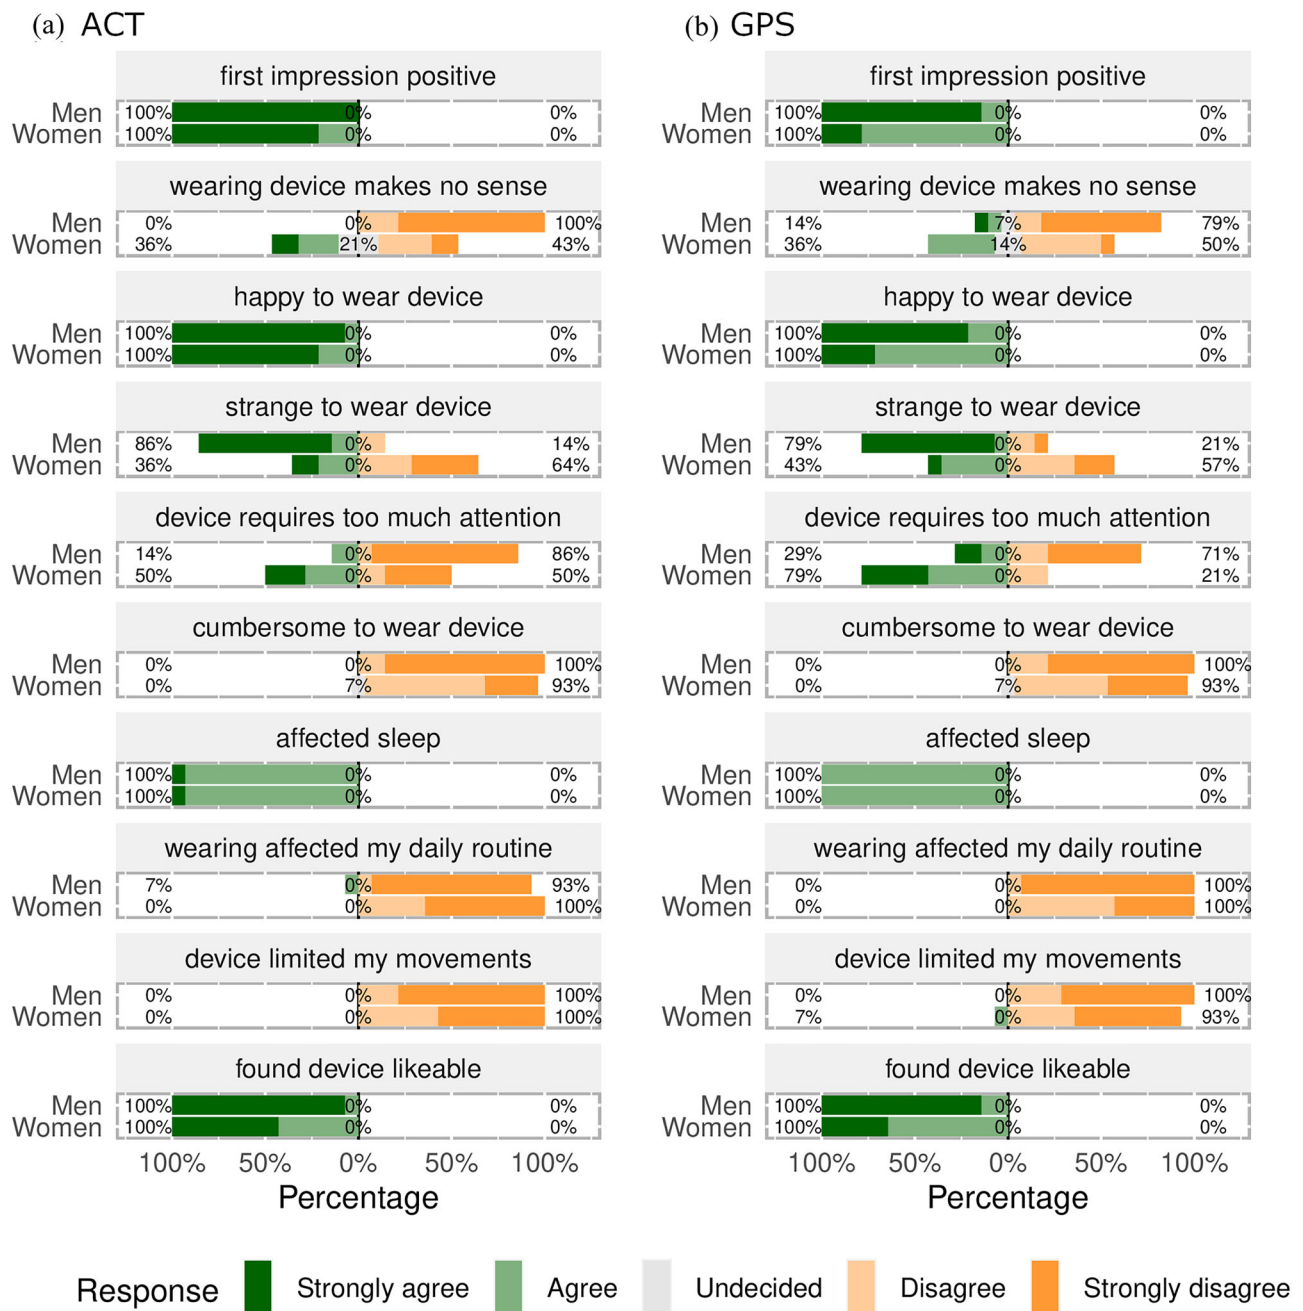 (a) ACT
first impression positive
Men 100% 0% 0%
Women 100% 0% 0%
wearing device makes no sense
Men 0% 0% 100%
Women 36% 21% 43%
happy to wear device
Men 100% 0% 0%
Women 100% 0% 0%
strange to wear device
Men 86% 0% 14%
Women 36% 0% 64%
device requires too much attention
Men 14% 0% 86%
Women 50% 0% 50%
cumbersome to wear device
Men 0% 0% 100%
Women 0% 7% 93%
affected sleep
Men 100% 0% 0%
Women 100% 0% 0%
wearing affected my daily routine
Men 7% 0% 93%
Women 0% 0% 100%
device limited my movements
Men 0% 0% 100%
Women 0% 0% 100%
found device likeable
Men 100% 0% 0%
Women 100% 0% 0%
100% 50% 0% 50% 100%
Percentage
(b) GPS
first impression positive
Men 100% 0% 0%
Women 100% 0% 0%
wearing device makes no sense
Men 14% 7% 79%
Women 36% 14% 50%
happy to wear device
Men 100% 0% 0%
Women 100% 0% 0%
strange to wear device
Men 79% 0% 21%
Women 43% 0% 57%
device requires too much attention
Men 29% 0% 71%
Women 79% 0% 21%
cumbersome to wear device
Men 0% 0% 100%
Women 0% 7% 93%
affected sleep
Men 100% 0% 0%
Women 100% 0% 0%
wearing affected my daily routine
Men 0% 0% 100%
Women 0% 0% 100%
device limited my movements
Men 0% 0% 100%
Women 7% 0% 93%
found device likeable
Men 100% 0% 0%
Women 100% 0% 0%
100% 50% 0% 50% 100%
Percentage
Response Strongly agree Agree Undecided Disagree Strongly disagree